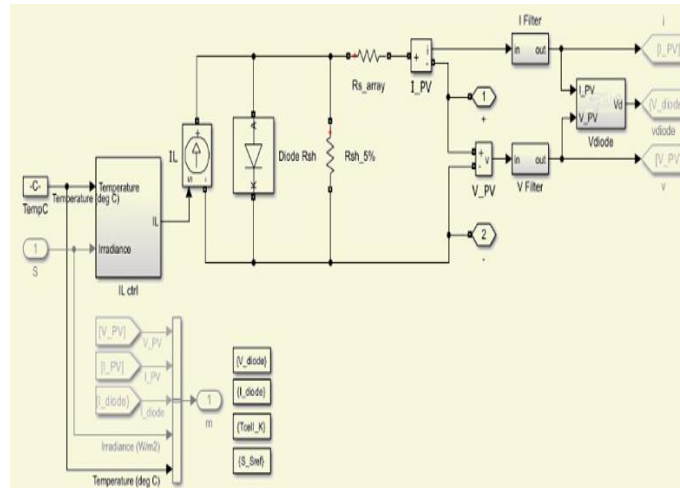 I Filter
i
in out
[I_PV]
+ i -
I_PV
Rs_array
I_PV
V_PV
Vd
Vdiode
{V_diode}
vdiode
1
+
+ v -
V_PV
in out
V Filter
[V_PV]
v
IL
+
S -
Diode Rsh
Rsh_5%
-C-
TempC
Temperature (deg C)
Temperature
IL
Irradiance
IL ctrl
1
S
2
-
[V_PV]
V_PV
[I_PV]
I_PV
{I_diode}
I_diode
1
m
Irradiance (W/m2)
Temperature (deg C)
{V_diode}
{I_diode}
{Tcell_K}
{S_Sref}